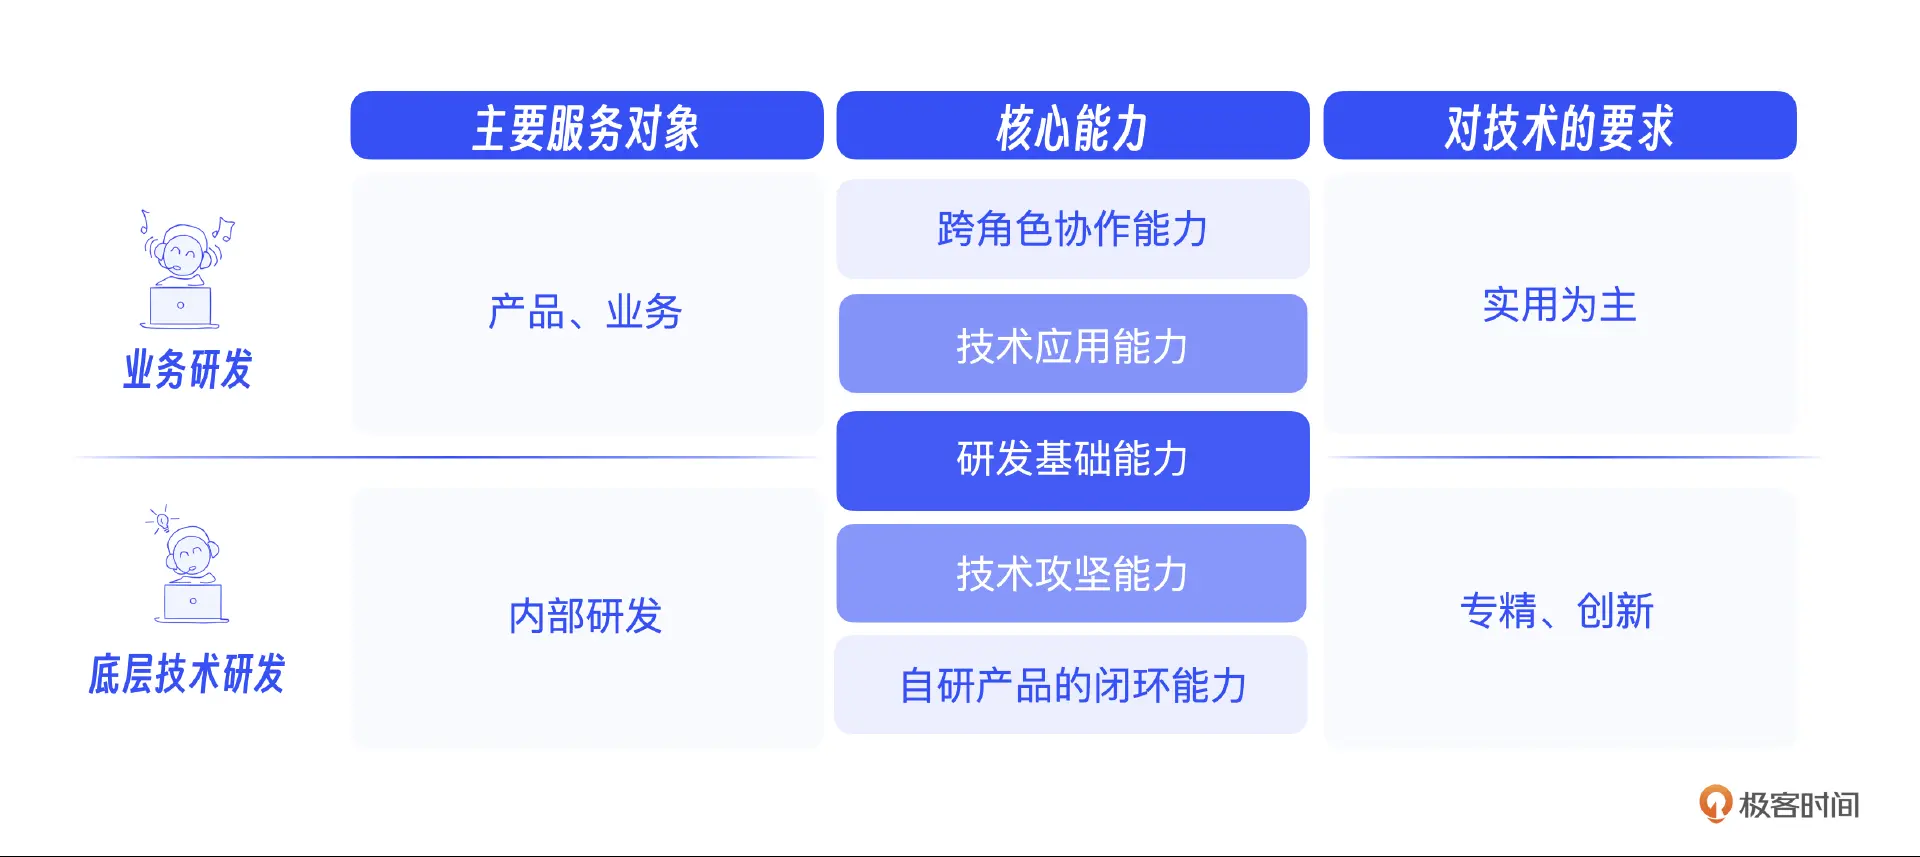 主要服务对象
核心能力
对技术的要求
业务研发
产品、业务
跨角色协作能力
技术应用能力
实用为主
研发基础能力
底层技术研发
内部研发
技术攻坚能力
自研产品的闭环能力
专精、创新
极客时间